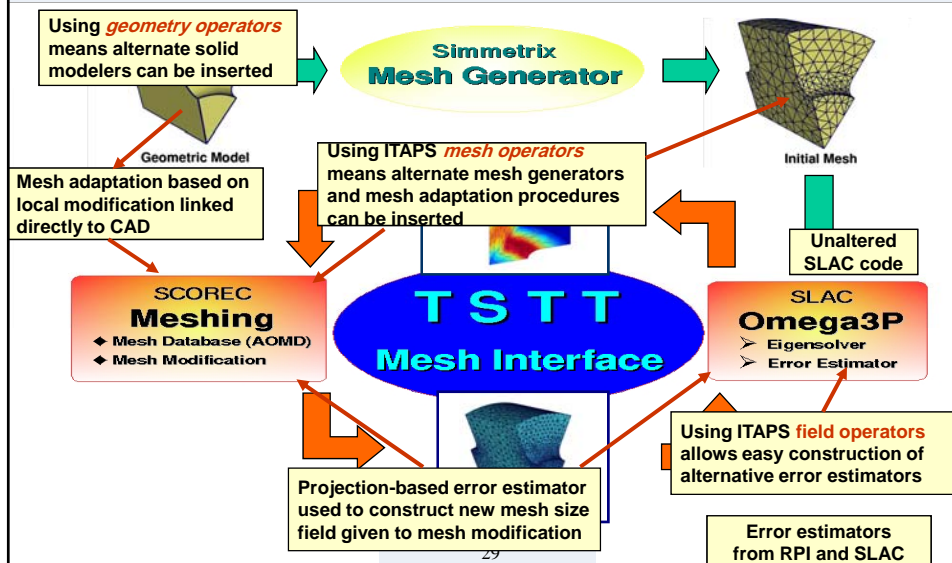 Using geometry operators
means alternate solid
modelers can be inserted
Simmetrix
Mesh Generator
Geometric Model
Initial Mesh
Mesh adaptation based on
local modification linked
directly to CAD
Using ITAPS mesh operators
means alternate mesh generators
and mesh adaptation procedures
can be inserted
Unaltered
SLAC code
SCOREC
Meshing
◆ Mesh Database (AOMD)
◆ Mesh Modification
TSTT
Mesh Interface
SLAC
Omega3P
➢ Eigensolver
➢ Error Estimator
Using ITAPS field operators
allows easy construction of
alternative error estimators
Projection-based error estimator
used to construct new mesh size
field given to mesh modification
29
Error estimators
from RPI and SLAC